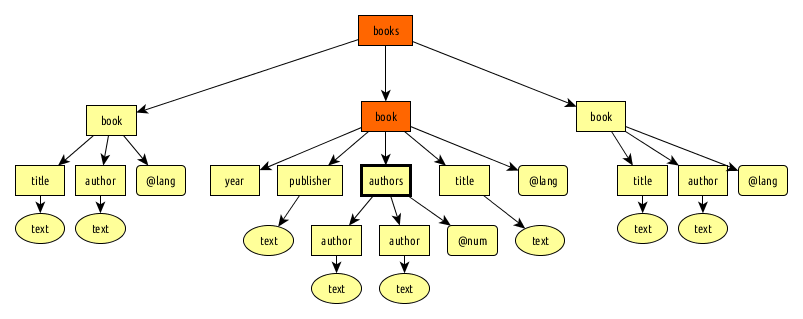 books
book
book
book
title
author
@lang
year
publisher
authors
title
@lang
title
author
@lang
text
text
text
author
author
@num
text
text
text
text
text